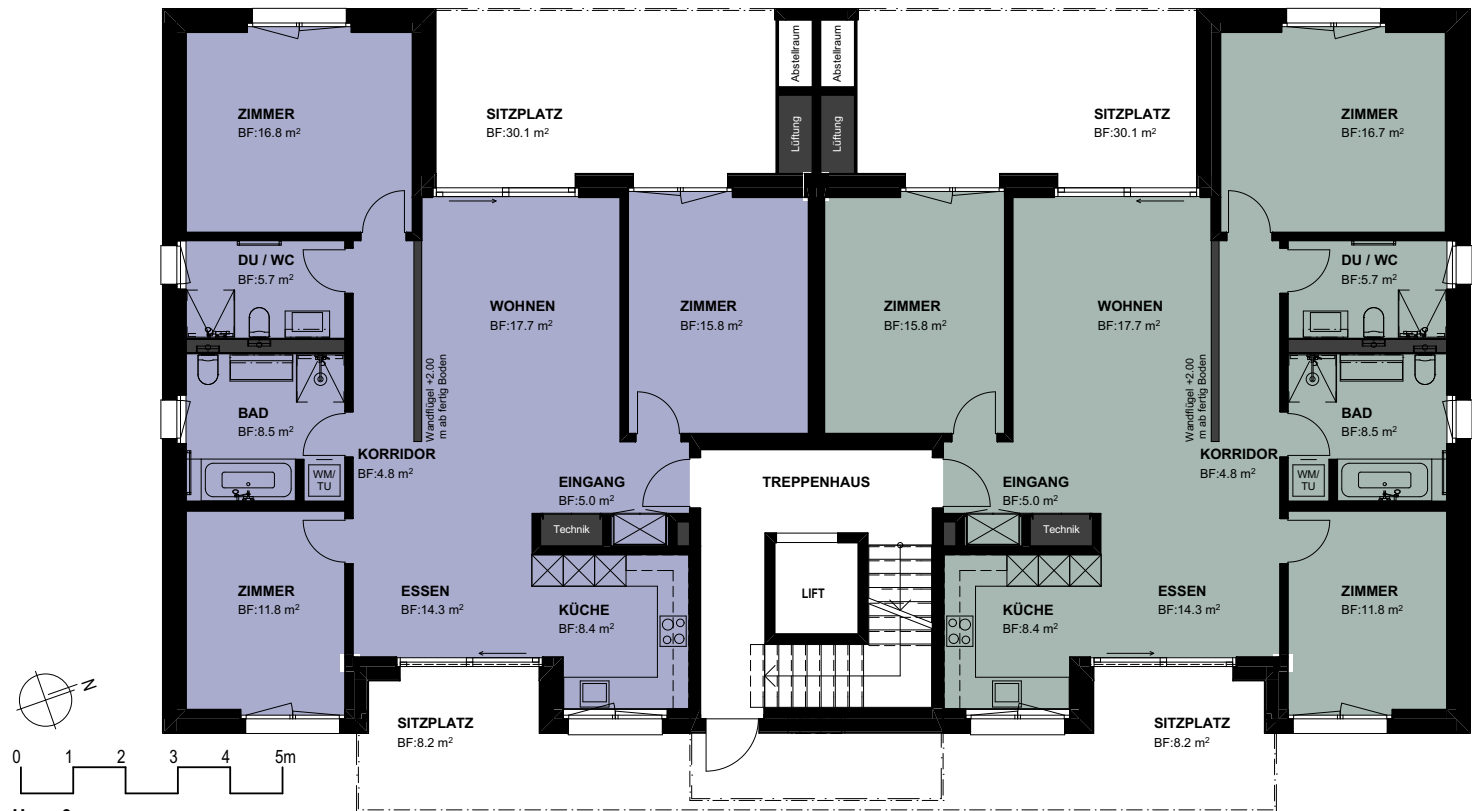 Abstellraum
Abstellraum
ZIMMER
BF:16.8 m²
SITZPLATZ
BF:30.1 m²
Lüftung
Lüftung
SITZPLATZ
BF:30.1 m²
ZIMMER
BF:16.7 m²
DU / WC
BF:5.7 m²
DU / WC
BF:5.7 m²
WOHNEN
BF:17.7 m²
ZIMMER
BF:15.8 m²
ZIMMER
BF:15.8 m²
WOHNEN
BF:17.7 m²
Wandflügel +2.00
m ab fertig Boden
Wandflügel +2.00
m ab fertig Boden
BAD
BF:8.5 m²
BAD
BF:8.5 m²
KORRIDOR
BF:4.8 m²
KORRIDOR
BF:4.8 m²
WM/
TU
EINGANG
BF:5.0 m²
TREPPENHAUS
EINGANG
BF:5.0 m²
WM/
TU
Technik
Technik
ZIMMER
BF:11.8 m²
ESSEN
BF:14.3 m²
KÜCHE
BF:8.4 m²
LIFT
KÜCHE
BF:8.4 m²
ESSEN
BF:14.3 m²
ZIMMER
BF:11.8 m²
N
SITZPLATZ
BF:8.2 m²
SITZPLATZ
BF:8.2 m²
0 1 2 3 4 5m